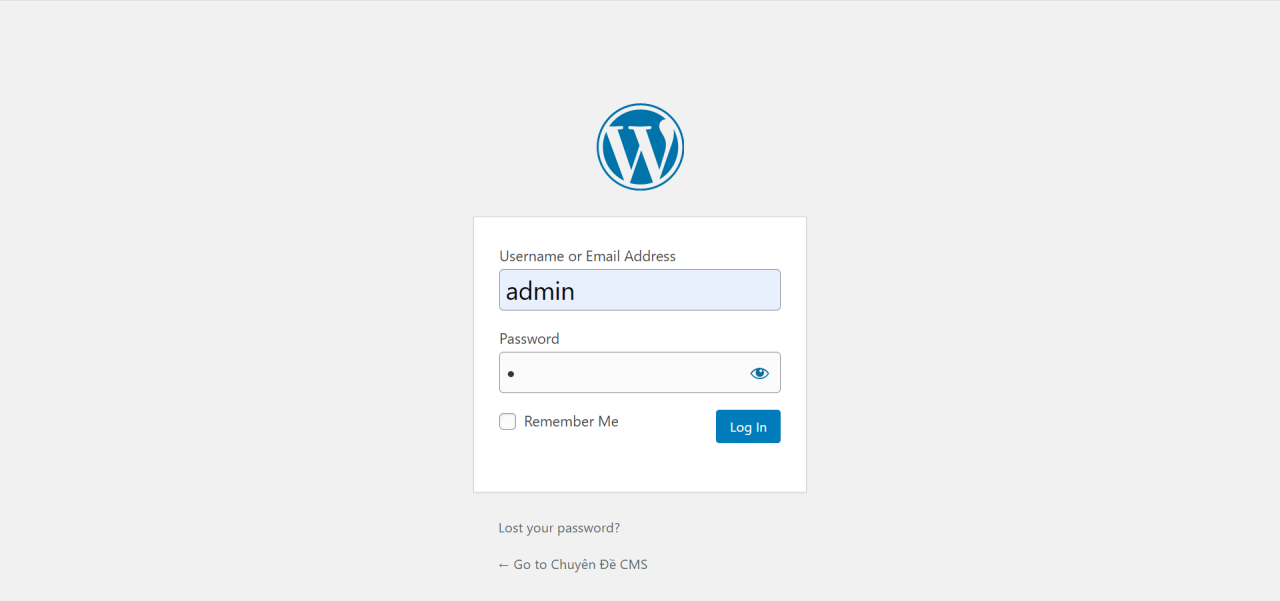 Username or Email Address
admin
Password
Remember Me
Log In
Lost your password?
← Go to Chuyên Đề CMS